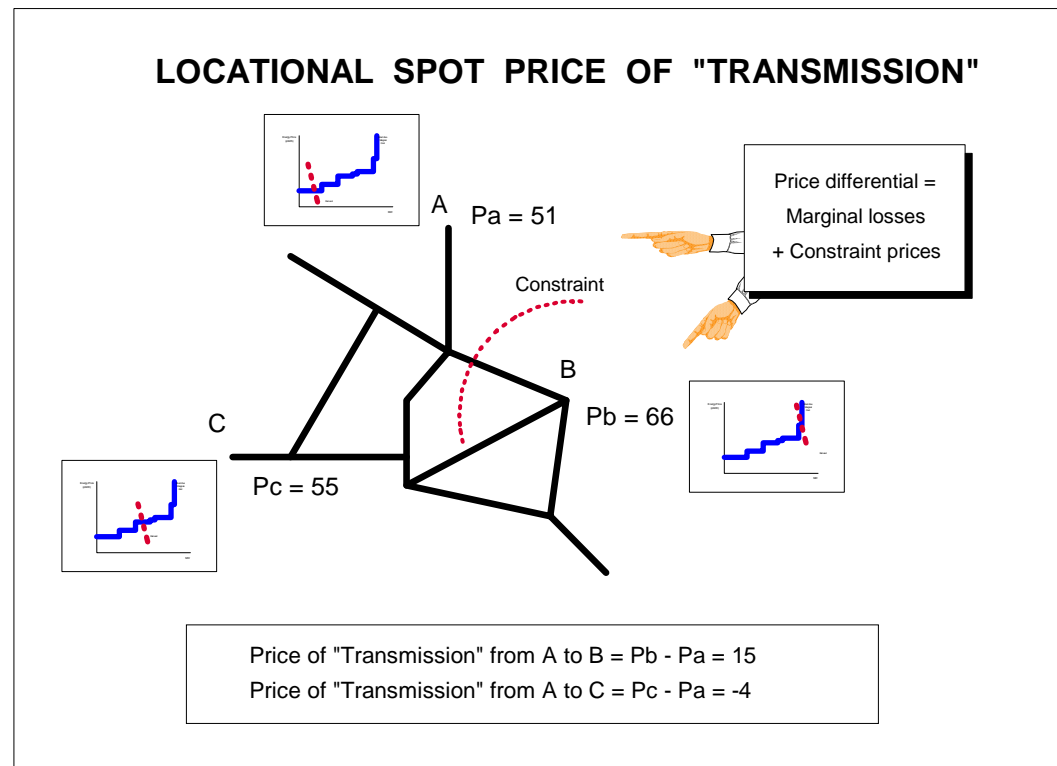 LOCATIONAL SPOT PRICE OF "TRANSMISSION"
A
Pa = 51
Price differential =
Marginal losses
+ Constraint prices
Constraint
B
Pb = 66
C
Pc = 55
Price of "Transmission" from A to B = Pb - Pa = 15
Price of "Transmission" from A to C = Pc - Pa = -4